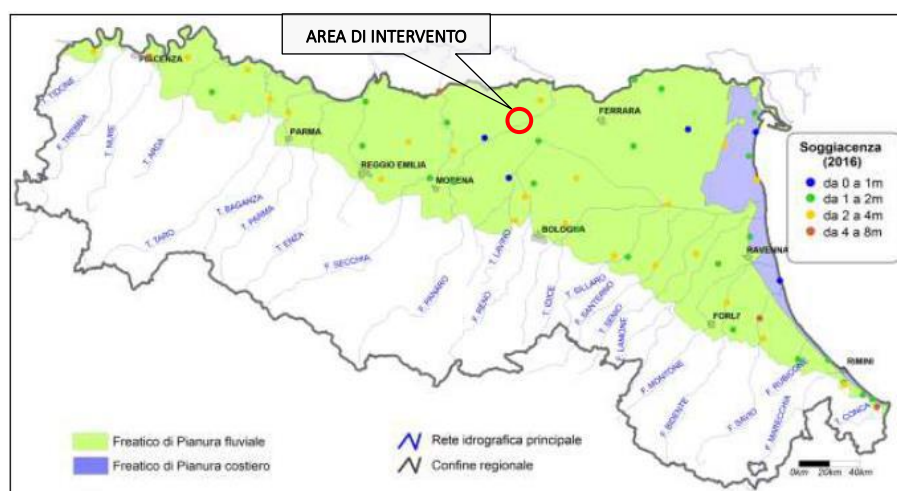 AREA DI INTERVENTO
PIACENZA
T. TIDONE
F. TREBBIA
T. NURE
T. ARDA
PARMA
FERRARA
REGGIO EMILIA
MODENA
Soggiacenza
(2016)
da 0 a 1m
da 1 a 2m
da 2 a 4m
da 4 a 8m
T. BAGANZA
T. PARMA
T. TARO
T. ENZA
F. SECCHIA
F. PANARO
F. RENO
T. LAVINO
BOLOGNA
RAVENNA
T. IDICE
T. SILLARO
F. SANTERNO
T. SENIO
F. LAMONE
FORLI'
F. MONTONE
F. BIDENTE
F. SAVIO
F. RUBICONE
F. MARECCHIA
RIMINI
T. CONCA
Freatico di Pianura fluviale
Freatico di Pianura costiero
Rete idrografica principale
Confine regionale
0km 20km 40km